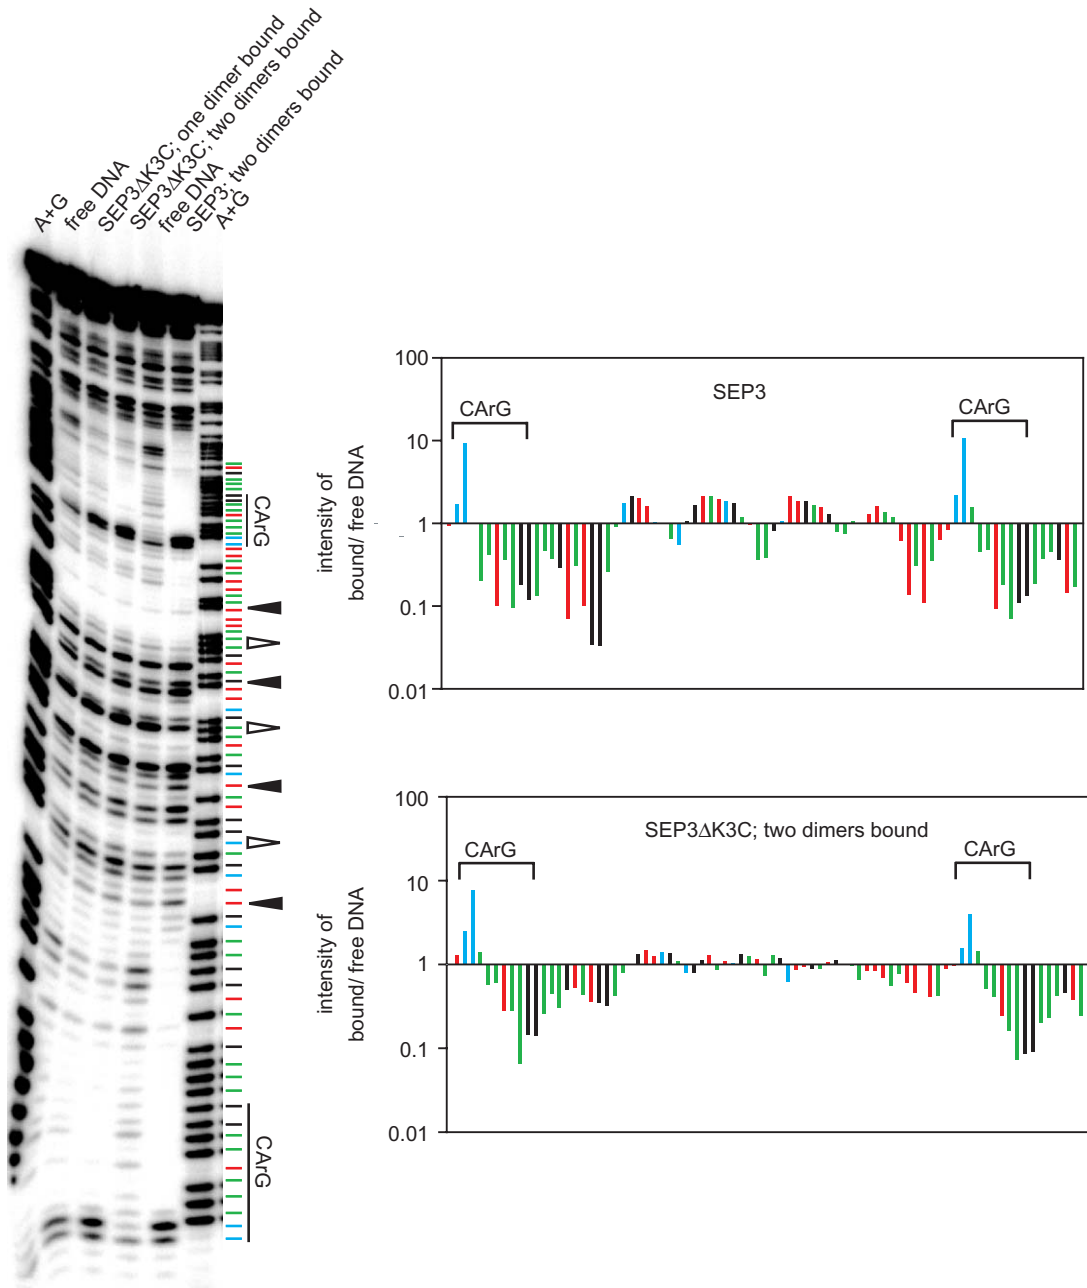 A+G
free DNA
SEP3ΔK3C; one dimer bound
SEP3ΔK3C; two dimers bound
free DNA
SEP3; two dimers bound
A+G
CArG
CArG
SEP3
CArG
CArG
intensity of
bound/ free DNA
100
10
1
0.1
0.01
SEP3ΔK3C; two dimers bound
CArG
CArG
intensity of
bound/ free DNA
100
10
1
0.1
0.01